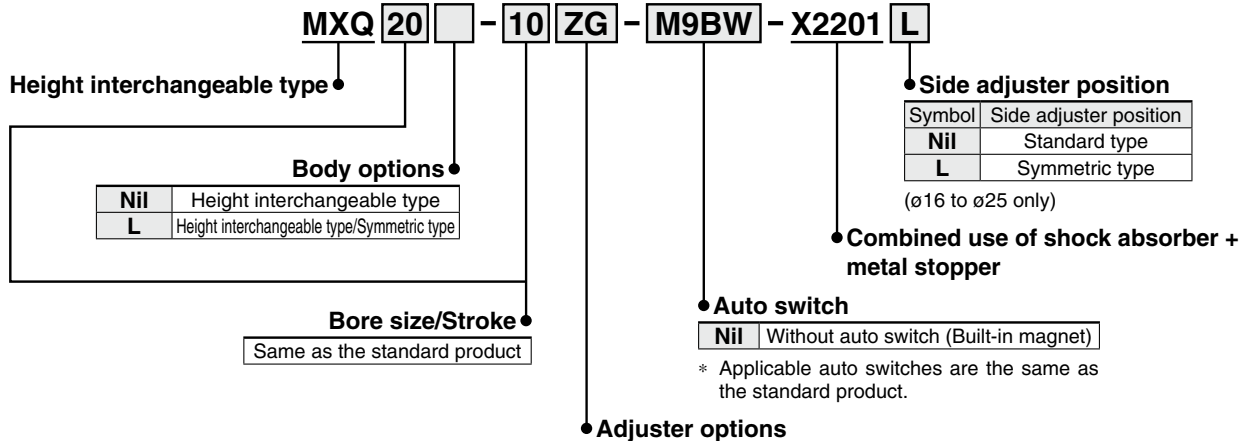 MXQ 20 - 10 ZG - M9BW - X2201 L
Height interchangeable type
Side adjuster position
Symbol Side adjuster position
Nil Standard type
L Symmetric type
(ø16 to ø25 only)
Body options
Nil Height interchangeable type
L Height interchangeable type/Symmetric type
Combined use of shock absorber +
metal stopper
Auto switch
Nil Without auto switch (Built-in magnet)
* Applicable auto switches are the same as
the standard product.
Bore size/Stroke
Same as the standard product
Adjuster options